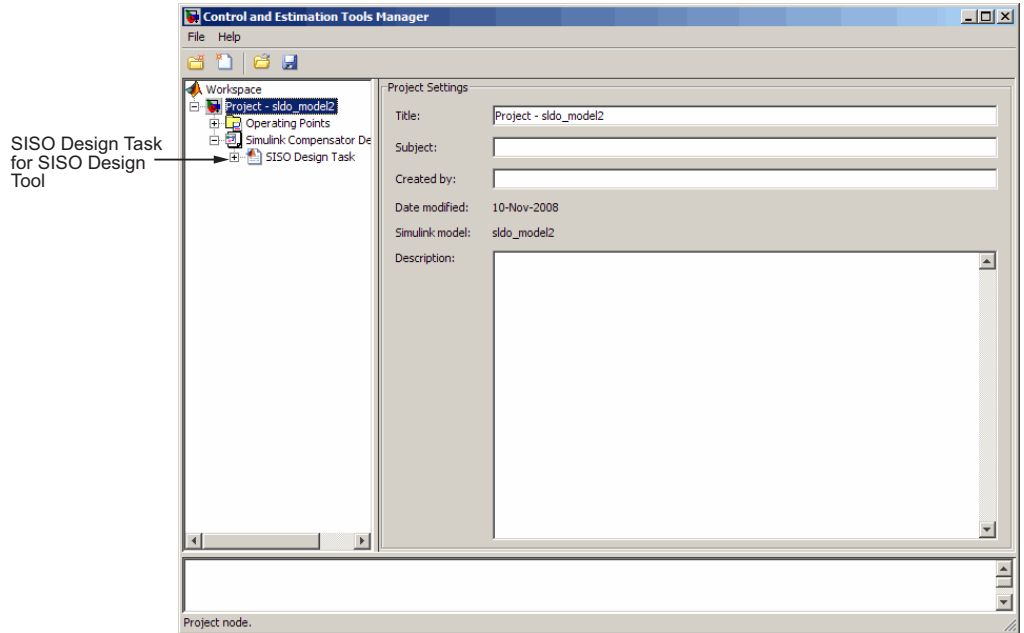 Control and Estimation Tools Manager
File Help
Workspace
Project - sldo_model2
Operating Points
Simulink Compensator De
SISO Design Task
SISO Design Task
for SISO Design
Tool
Project Settings
Title: Project - sldo_model2
Subject:
Created by:
Date modified: 10-Nov-2008
Simulink model: sldo_model2
Description:
Project node.